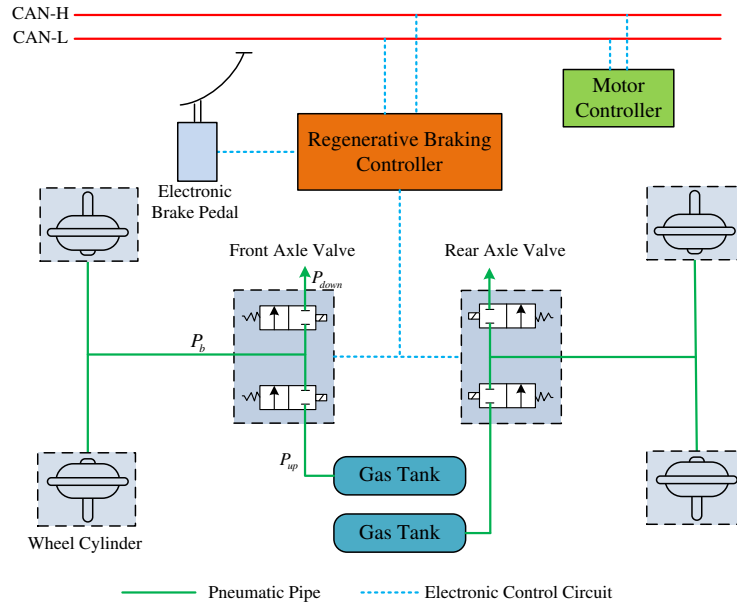 CAN-H
CAN-L
Motor
Controller
Regenerative Braking
Controller
Electronic
Brake Pedal
Front Axle Valve
Rear Axle Valve
P_down
P_b
P_up
Gas Tank
Gas Tank
Wheel Cylinder
Pneumatic Pipe
Electronic Control Circuit